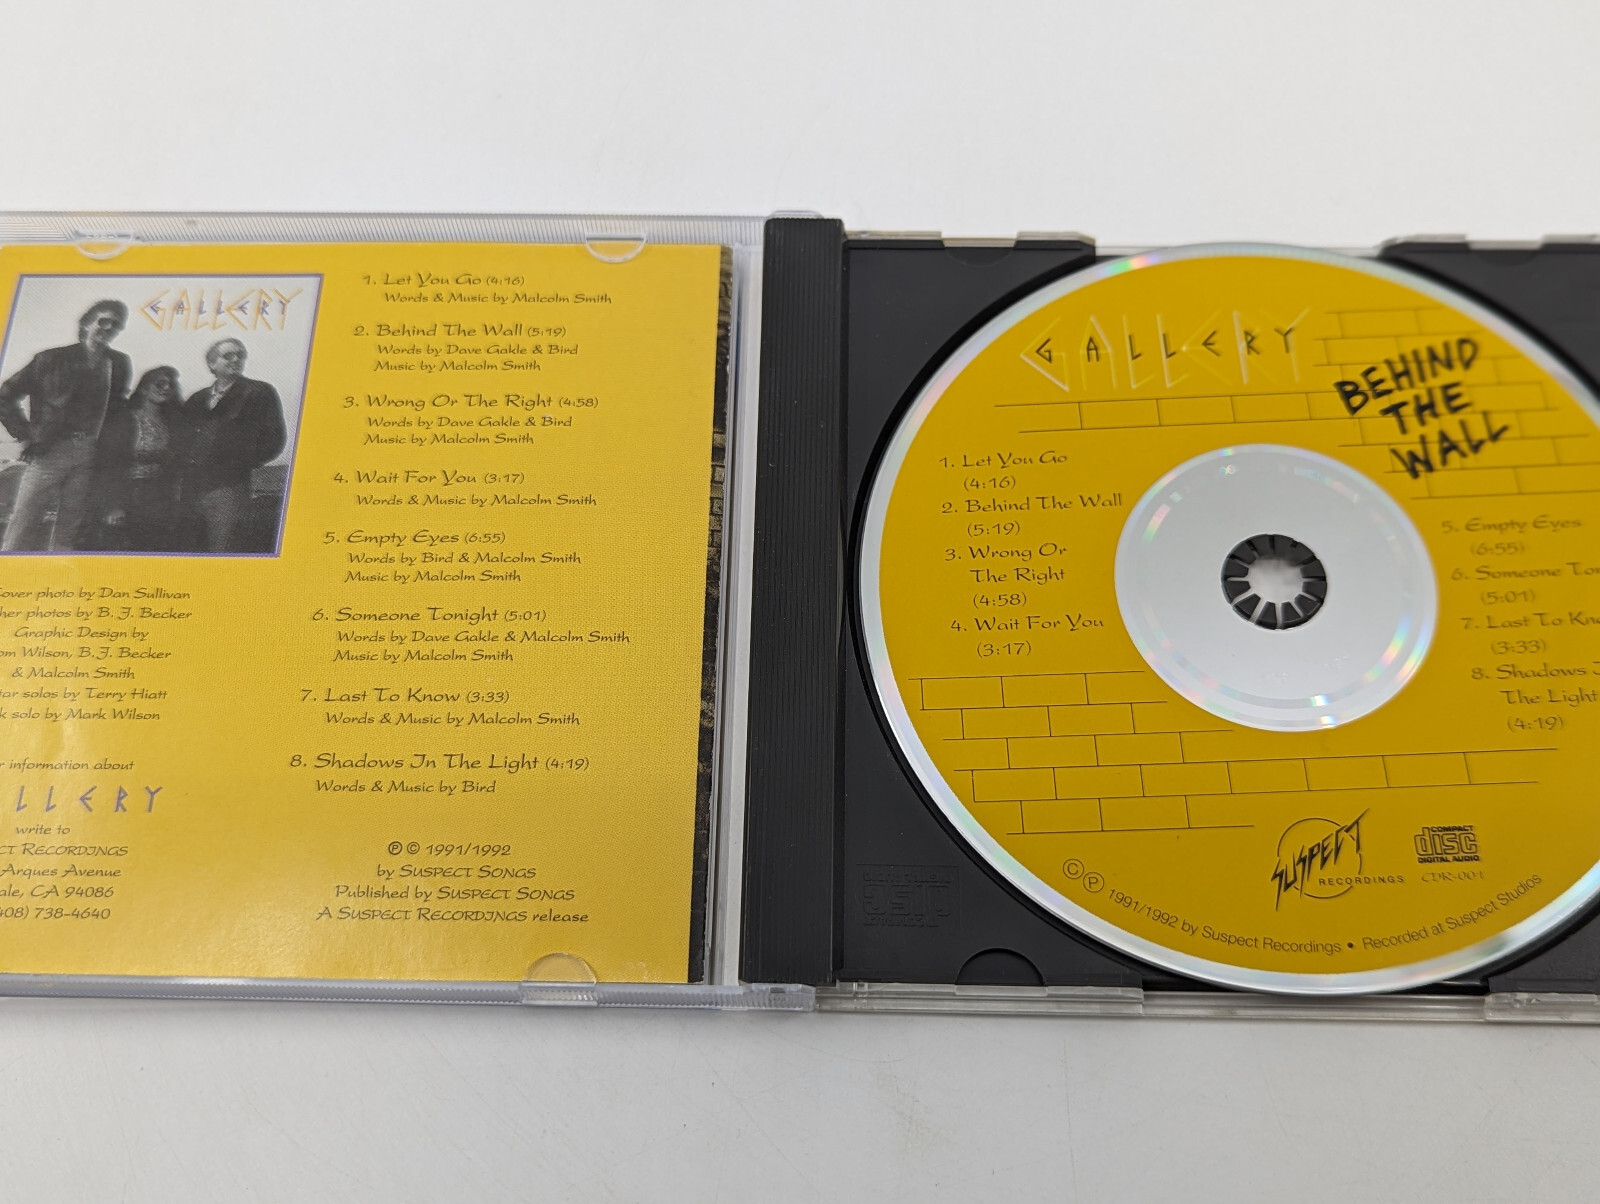 GALLERY
1. Let You Go (4:16)
Words & Music by Malcolm Smith
2. Behind The Wall (5:19)
Words by Dave Gakle & Bird
Music by Malcolm Smith
3. Wrong Or The Right (4:58)
Words by Dave Gakle & Bird
Music by Malcolm Smith
4. Wait For You (3:17)
Words & Music by Malcolm Smith
5. Empty Eyes (6:55)
Words by Bird & Malcolm Smith
Music by Malcolm Smith
6. Someone Tonight (5:01)
Words by Dave Gakle & Malcolm Smith
Music by Malcolm Smith
7. Last To Know (3:33)
Words & Music by Malcolm Smith
8. Shadows In The Light (4:19)
Words & Music by Bird
℗ © 1991/1992
by SUSPECT SONGS
Published by SUSPECT SONGS
A SUSPECT RECORDINGS release
photo by Dan Sullivan
photos by B. J. Becker
Graphic Design by
Wilson, B.J. Becker
& Malcolm Smith
solos by Terry Hiatt
solo by Mark Wilson
information about
LLERY
write to
RECORDINGS
Arques Avenue
CA 94086
738-4640
GALLERY
BEHIND
THE
WALL
1. Let You Go
(4:16)
2. Behind The Wall
(5:19)
3. Wrong Or
The Right
(4:58)
4. Wait For You
(3:17)
5. Empty Eyes
(6:55)
6. Someone
(5:01)
7. Last To
(3:33)
8. Shadows
The Light
(4:19)
SUSPECT
RECORDINGS
COMPACT
disc
DIGITAL AUDIO
CDR-001
© ℗ 1991/1992 by Suspect Recordings • Recorded at Suspect Studios